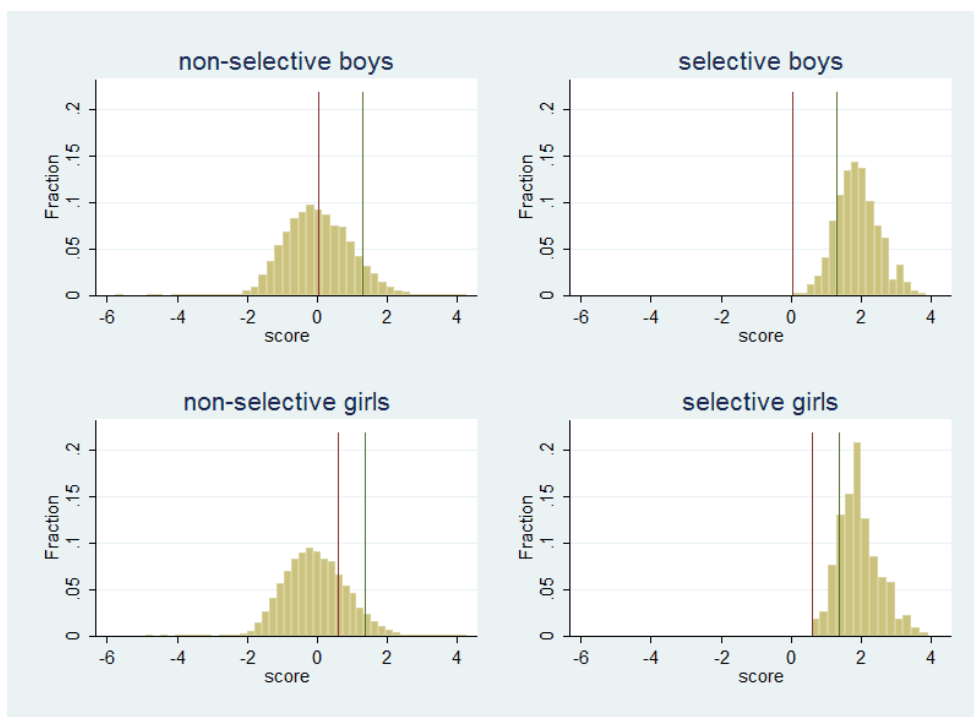 non-selective boys
Fraction
0 .05 .1 .15 .2
-6 -4 -2 0 2 4
score
selective boys
Fraction
0 .05 .1 .15 .2
-6 -4 -2 0 2 4
score
non-selective girls
Fraction
0 .05 .1 .15 .2
-6 -4 -2 0 2 4
score
selective girls
Fraction
0 .05 .1 .15 .2
-6 -4 -2 0 2 4
score